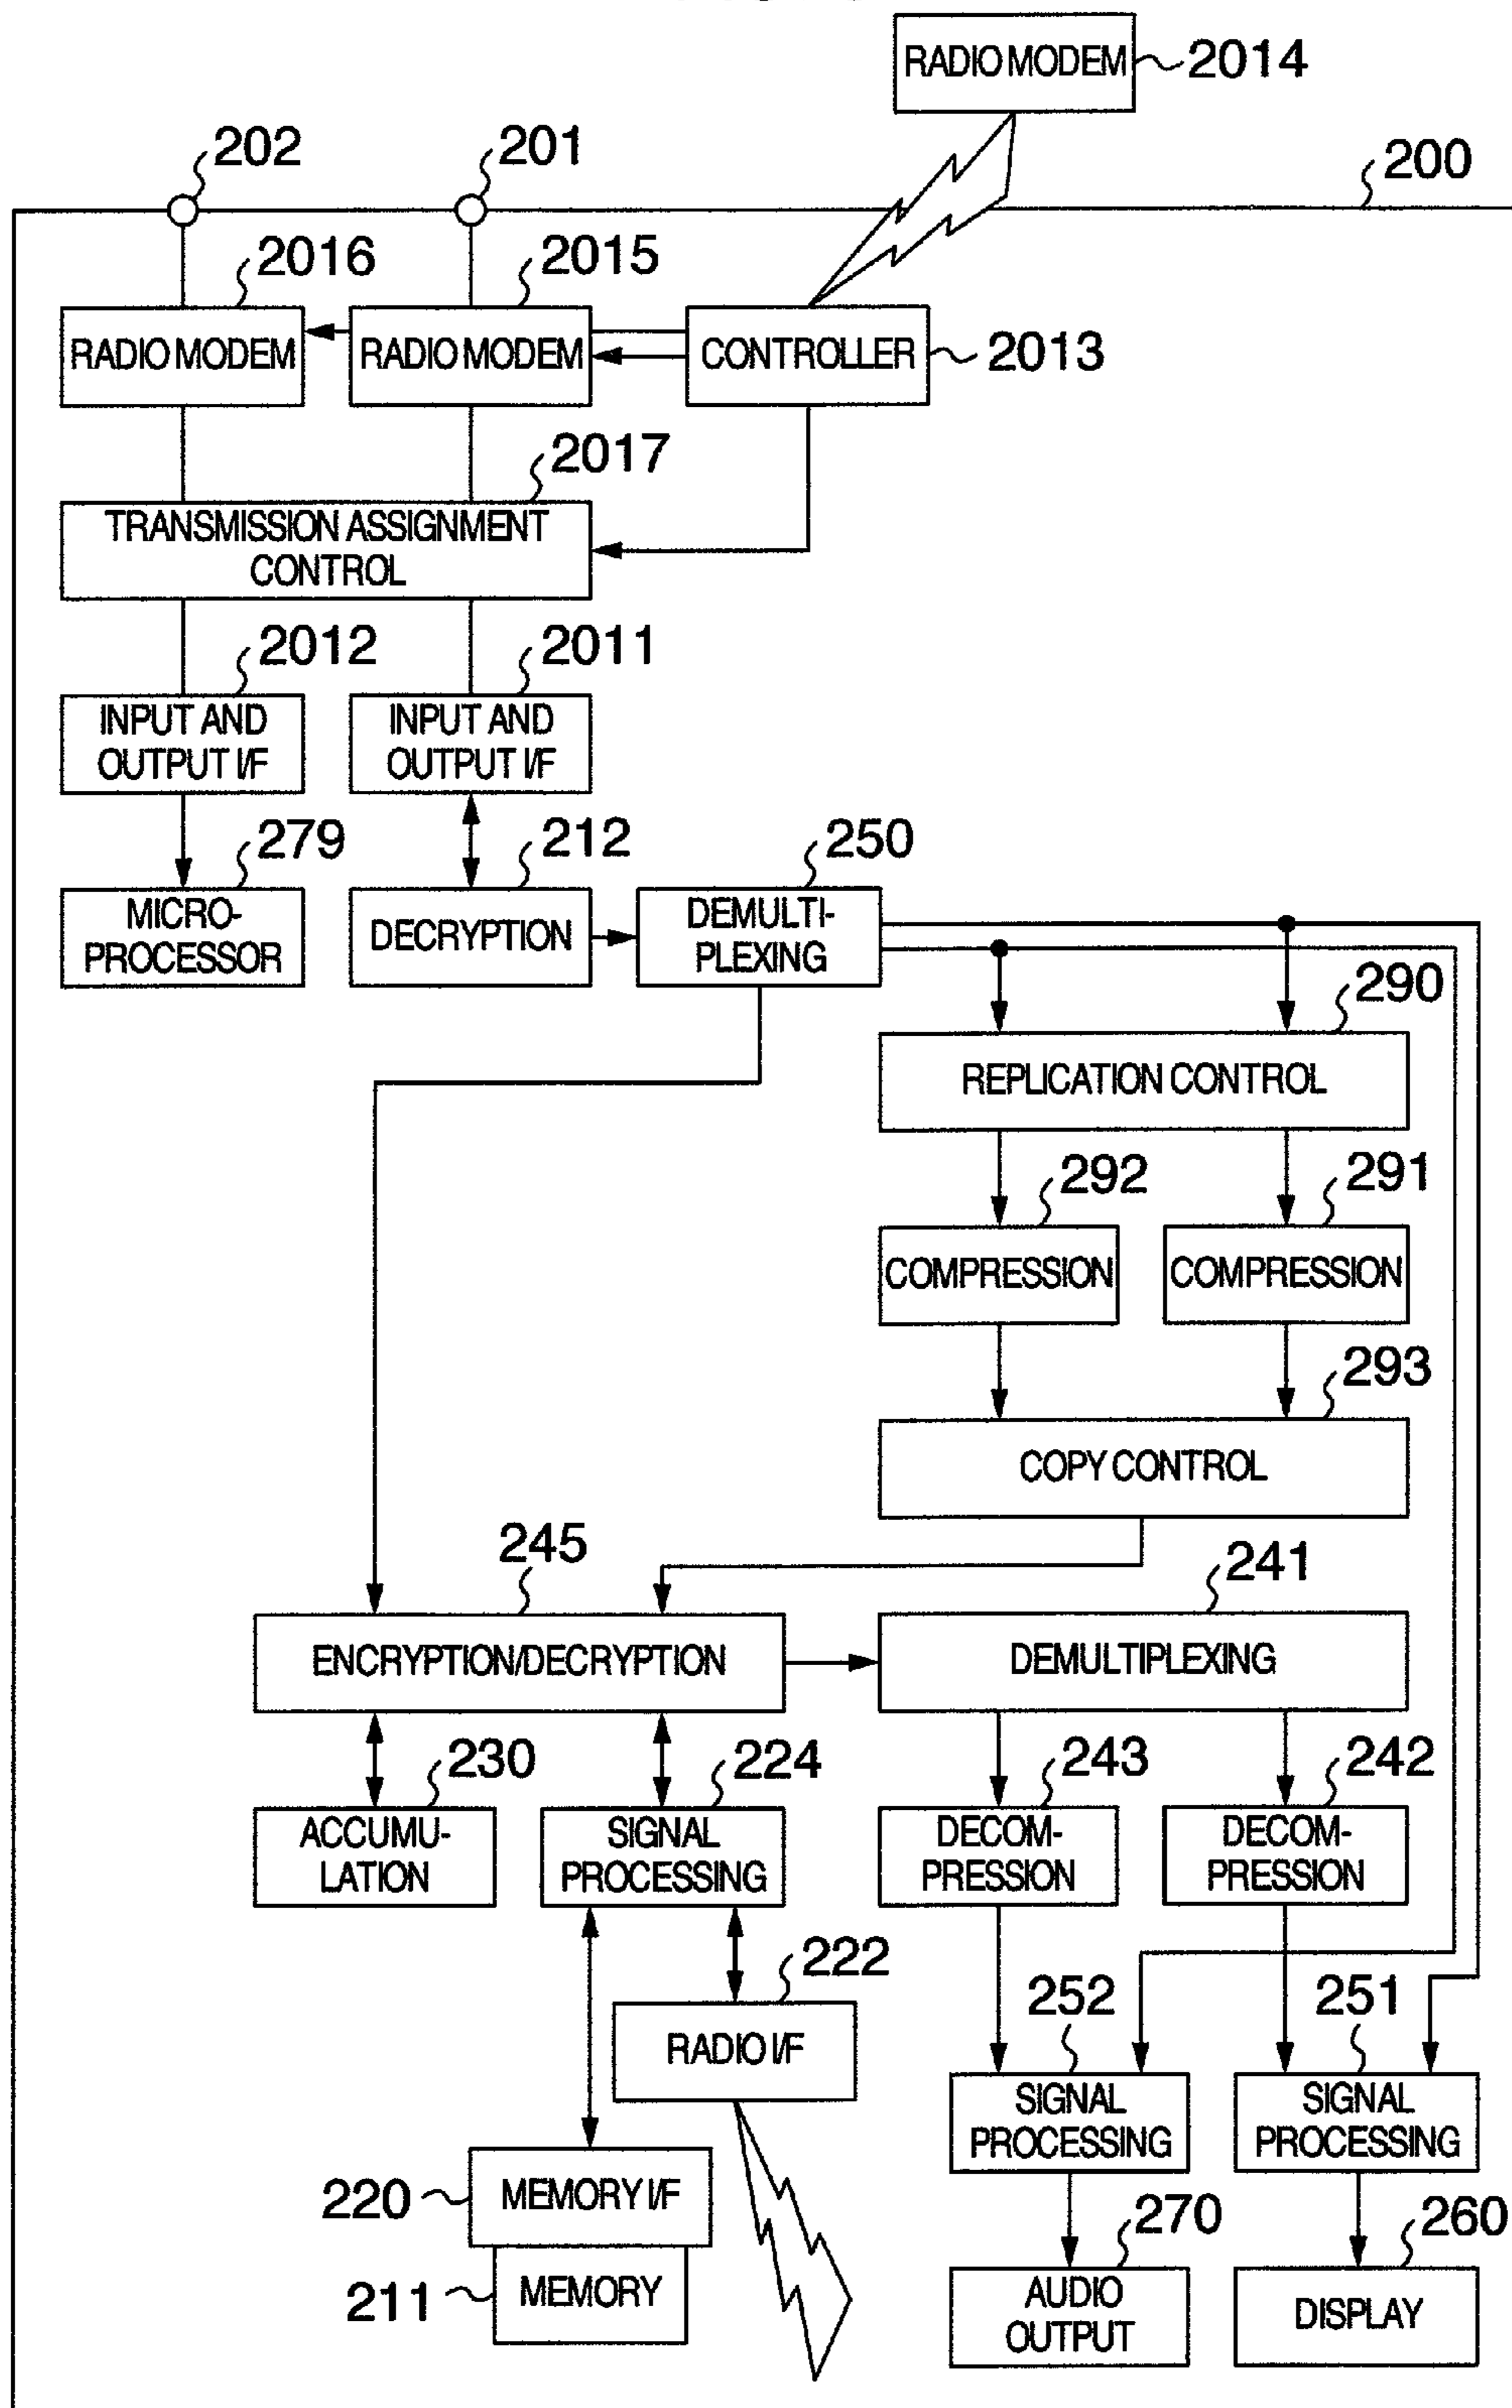 RADIO MODEM
2014
202
201
200
2016
2015
RADIO MODEM
RADIO MODEM
CONTROLLER
2013
2017
TRANSMISSION ASSIGNMENT
CONTROL
2012
2011
INPUT AND
OUTPUT I/F
INPUT AND
OUTPUT I/F
279
212
250
MICRO-
PROCESSOR
DECRYPTION
DEMULTI-
PLEXING
290
REPLICATION CONTROL
292
291
COMPRESSION
COMPRESSION
293
COPY CONTROL
245
241
ENCRYPTION/DECRYPTION
DEMULTIPLEXING
230
224
243
242
ACCUMU-
LATION
SIGNAL
PROCESSING
DECOM-
PRESSION
DECOM-
PRESSION
222
252
251
RADIO I/F
SIGNAL
PROCESSING
SIGNAL
PROCESSING
220
MEMORY I/F
270
260
211
MEMORY
AUDIO
OUTPUT
DISPLAY